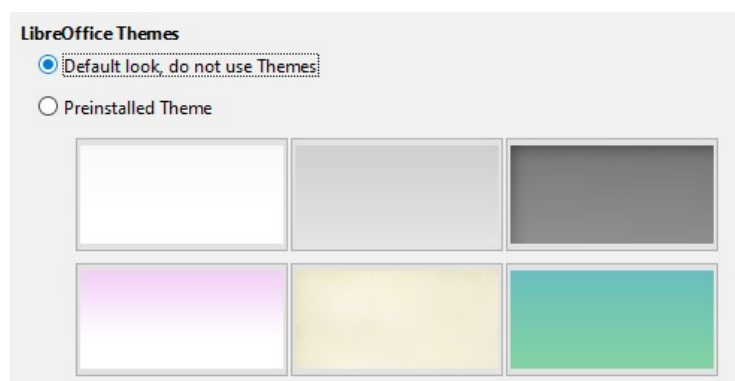 LibreOffice Themes
Default look, do not use Themes
Preinstalled Theme